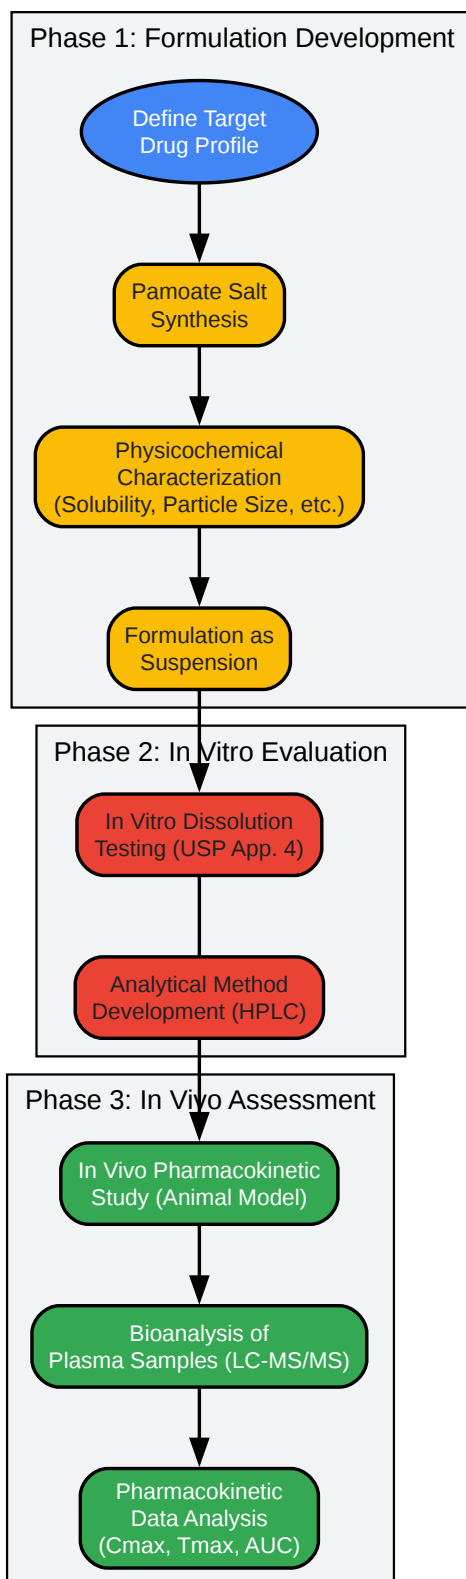 Phase 1: Formulation Development
Define Target
Drug Profile
Pamoate Salt
Synthesis
Physicochemical
Characterization
(Solubility, Particle Size, etc.)
Formulation as
Suspension
Phase 2: In Vitro Evaluation
In Vitro Dissolution
Testing (USP App. 4)
Analytical Method
Development (HPLC)
Phase 3: In Vivo Assessment
In Vivo Pharmacokinetic
Study (Animal Model)
Bioanalysis of
Plasma Samples (LC-MS/MS)
Pharmacokinetic
Data Analysis
(Cmax, Tmax, AUC)